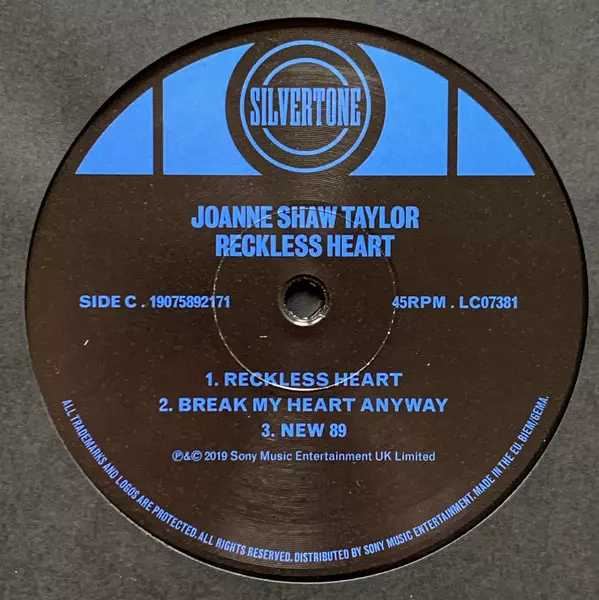 SILVERTONE
JOANNE SHAW TAYLOR
RECKLESS HEART
SIDE C . 19075892171
45RPM . LC07381
1. RECKLESS HEART
2. BREAK MY HEART ANYWAY
3. NEW 89
℗&© 2019 Sony Music Entertainment UK Limited
ALL TRADEMARKS AND LOGOS ARE PROTECTED. ALL RIGHTS RESERVED. DISTRIBUTED BY SONY MUSIC ENTERTAINMENT. MADE IN THE EU. BIEM/GEMA.